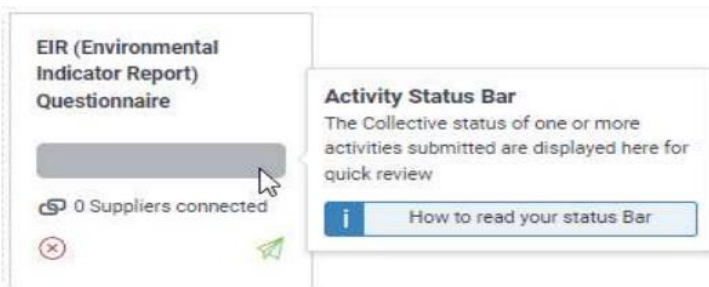 EIR (Environmental
Indicator Report)
Questionnaire
0 Suppliers connected
Activity Status Bar
The Collective status of one or more
activities submitted are displayed here for
quick review
i How to read your status Bar